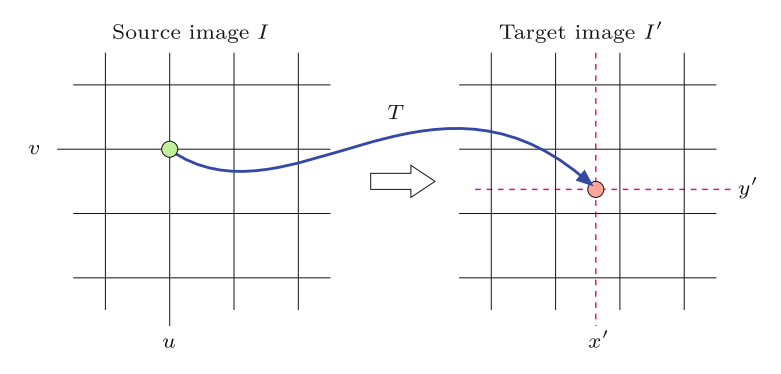 Source image I
Target image I′
T
v
y′
u
x′